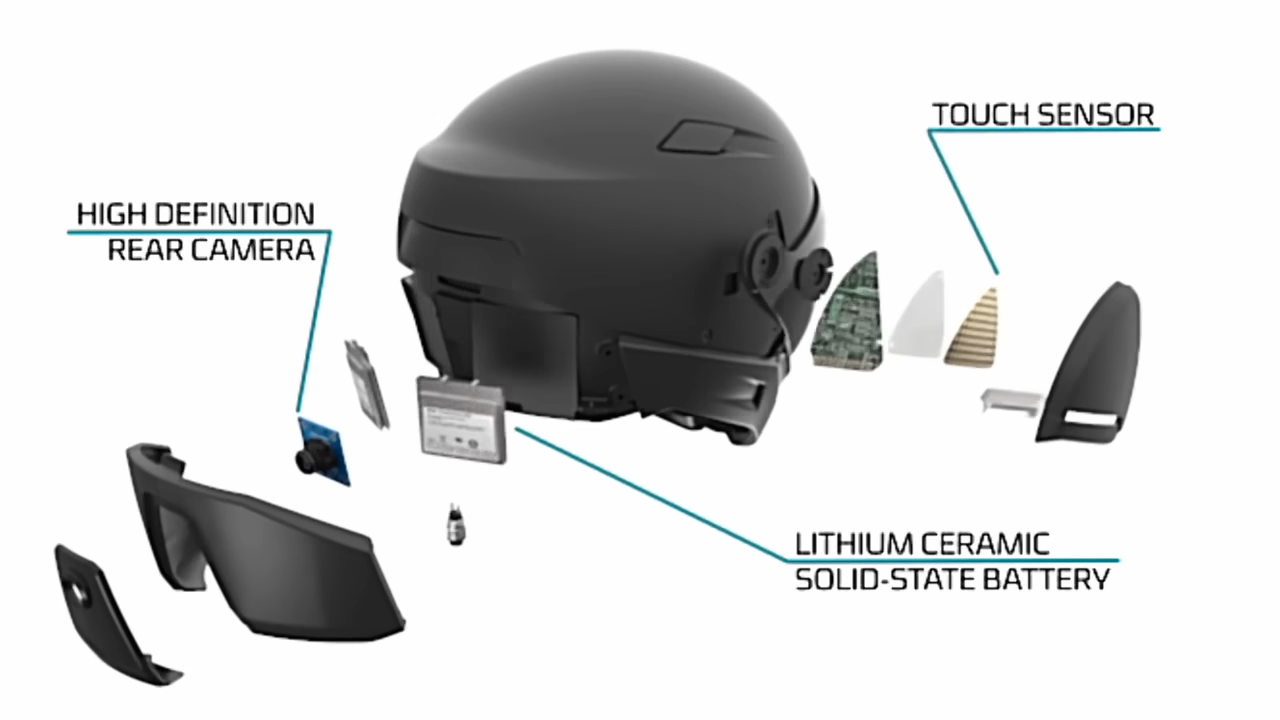 TOUCH SENSOR
HIGH DEFINITION
REAR CAMERA
LITHIUM CERAMIC
SOLID-STATE BATTERY